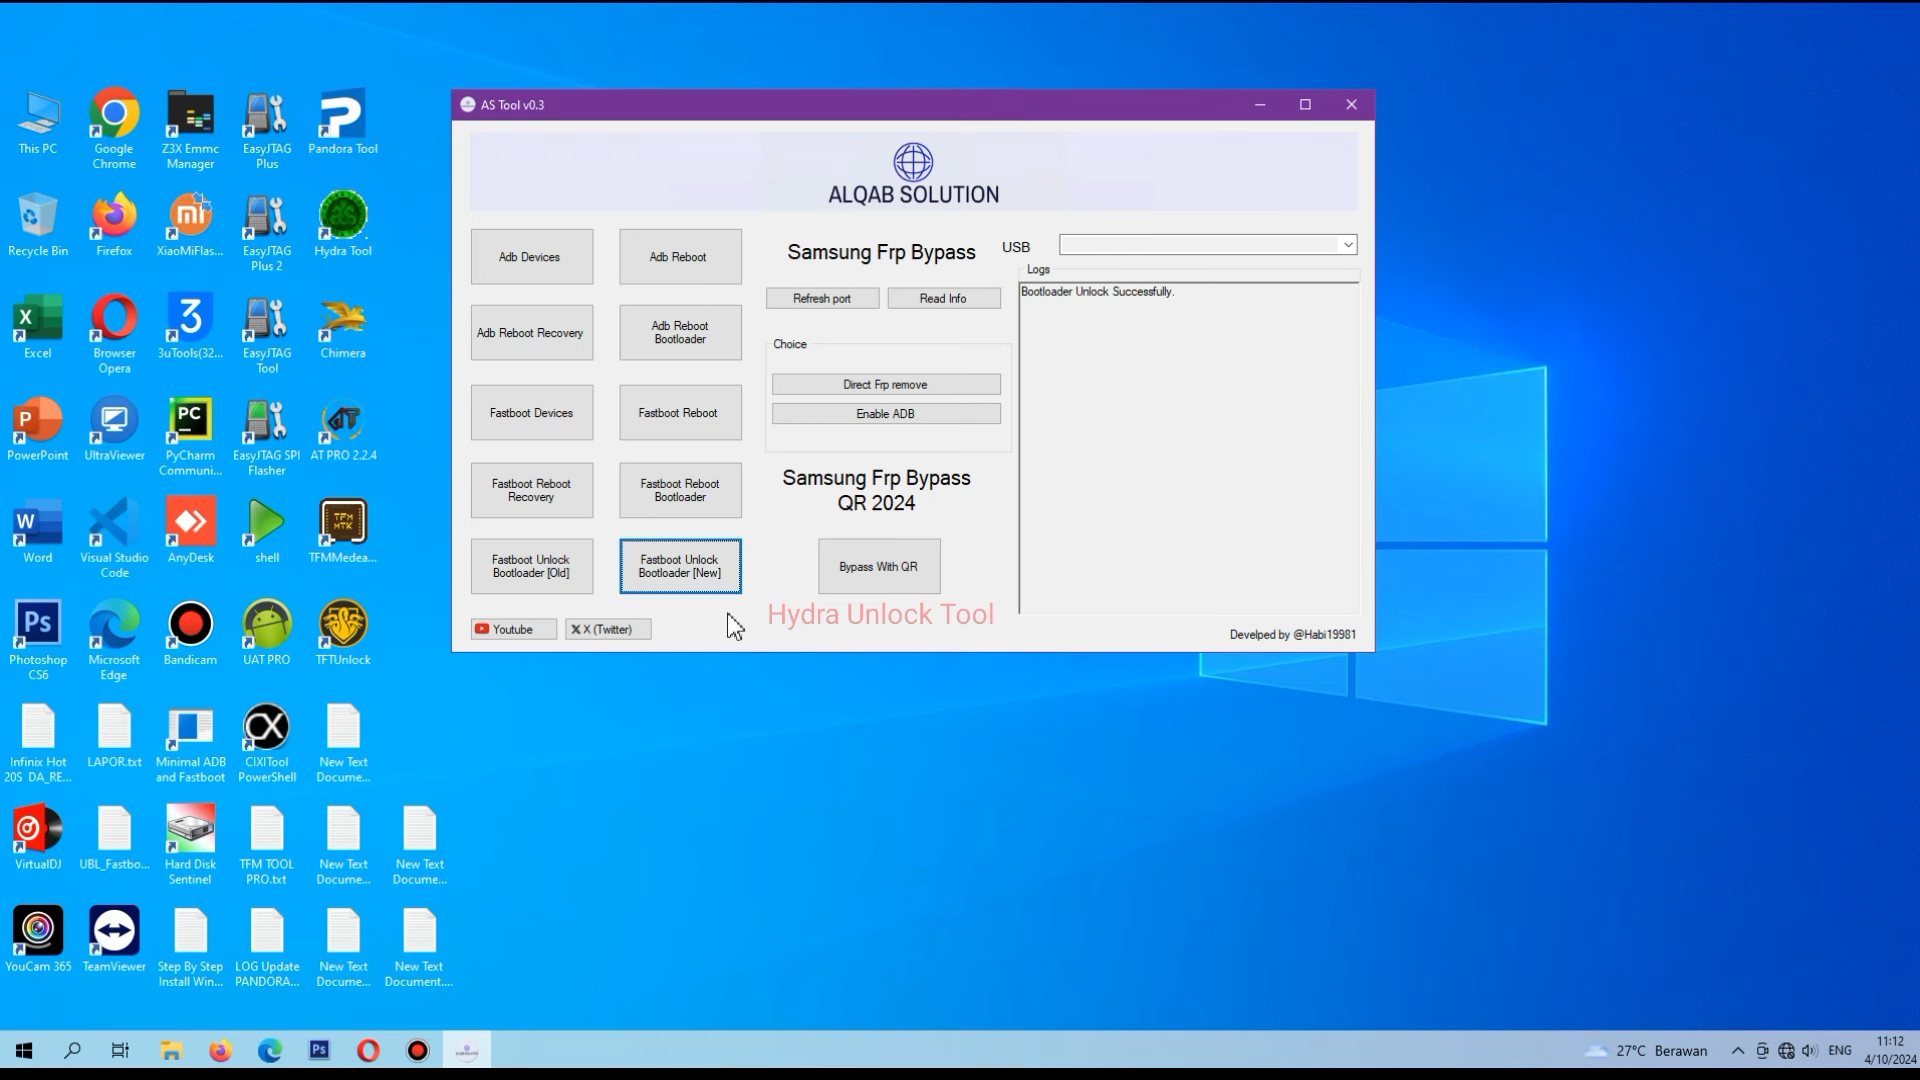 This PC
Google
Chrome
Z3X Emmc
Manager
EasyJTAG
Plus
Pandora Tool
Recycle Bin
Firefox
XiaoMiFlas...
EasyJTAG
Plus 2
Hydra Tool
Excel
Browser
Opera
3uTools(32...
EasyJTAG
Tool
Chimera
PowerPoint
UltraViewer
PyCharm
Communi...
EasyJTAG SPI
Flasher
AT PRO 2.2.4
Word
Visual Studio
Code
AnyDesk
shell
TFMMedea...
Photoshop
CS6
Microsoft
Edge
Bandicam
UAT PRO
TFTUnlock
Infinix Hot
20S DA_RE...
LAPOR.txt
Minimal ADB
and Fastboot
CIXITool
PowerShell
New Text
Docume...
VirtualDJ
UBL_Fastbo...
Hard Disk
Sentinel
TFM TOOL
PRO.txt
New Text
Docume...
New Text
Docume...
YouCam 365
TeamViewer
Step By Step
Install Win...
LOG Update
PANDORA...
New Text
Docume...
New Text
Document....
AS Tool v0.3
ALQAB SOLUTION
Adb Devices
Adb Reboot
Adb Reboot Recovery
Adb Reboot
Bootloader
Fastboot Devices
Fastboot Reboot
Fastboot Reboot
Recovery
Fastboot Reboot
Bootloader
Fastboot Unlock
Bootloader [Old]
Fastboot Unlock
Bootloader [New]
Youtube
X (Twitter)
Samsung Frp Bypass
Refresh port
Read Info
Choice
Direct Frp remove
Enable ADB
Samsung Frp Bypass
QR 2024
Bypass With QR
Hydra Unlock Tool
USB
Logs
Bootloader Unlock Successfully.
Develped by @Habi19981
27°C Berawan
ENG
11:12
4/10/2024